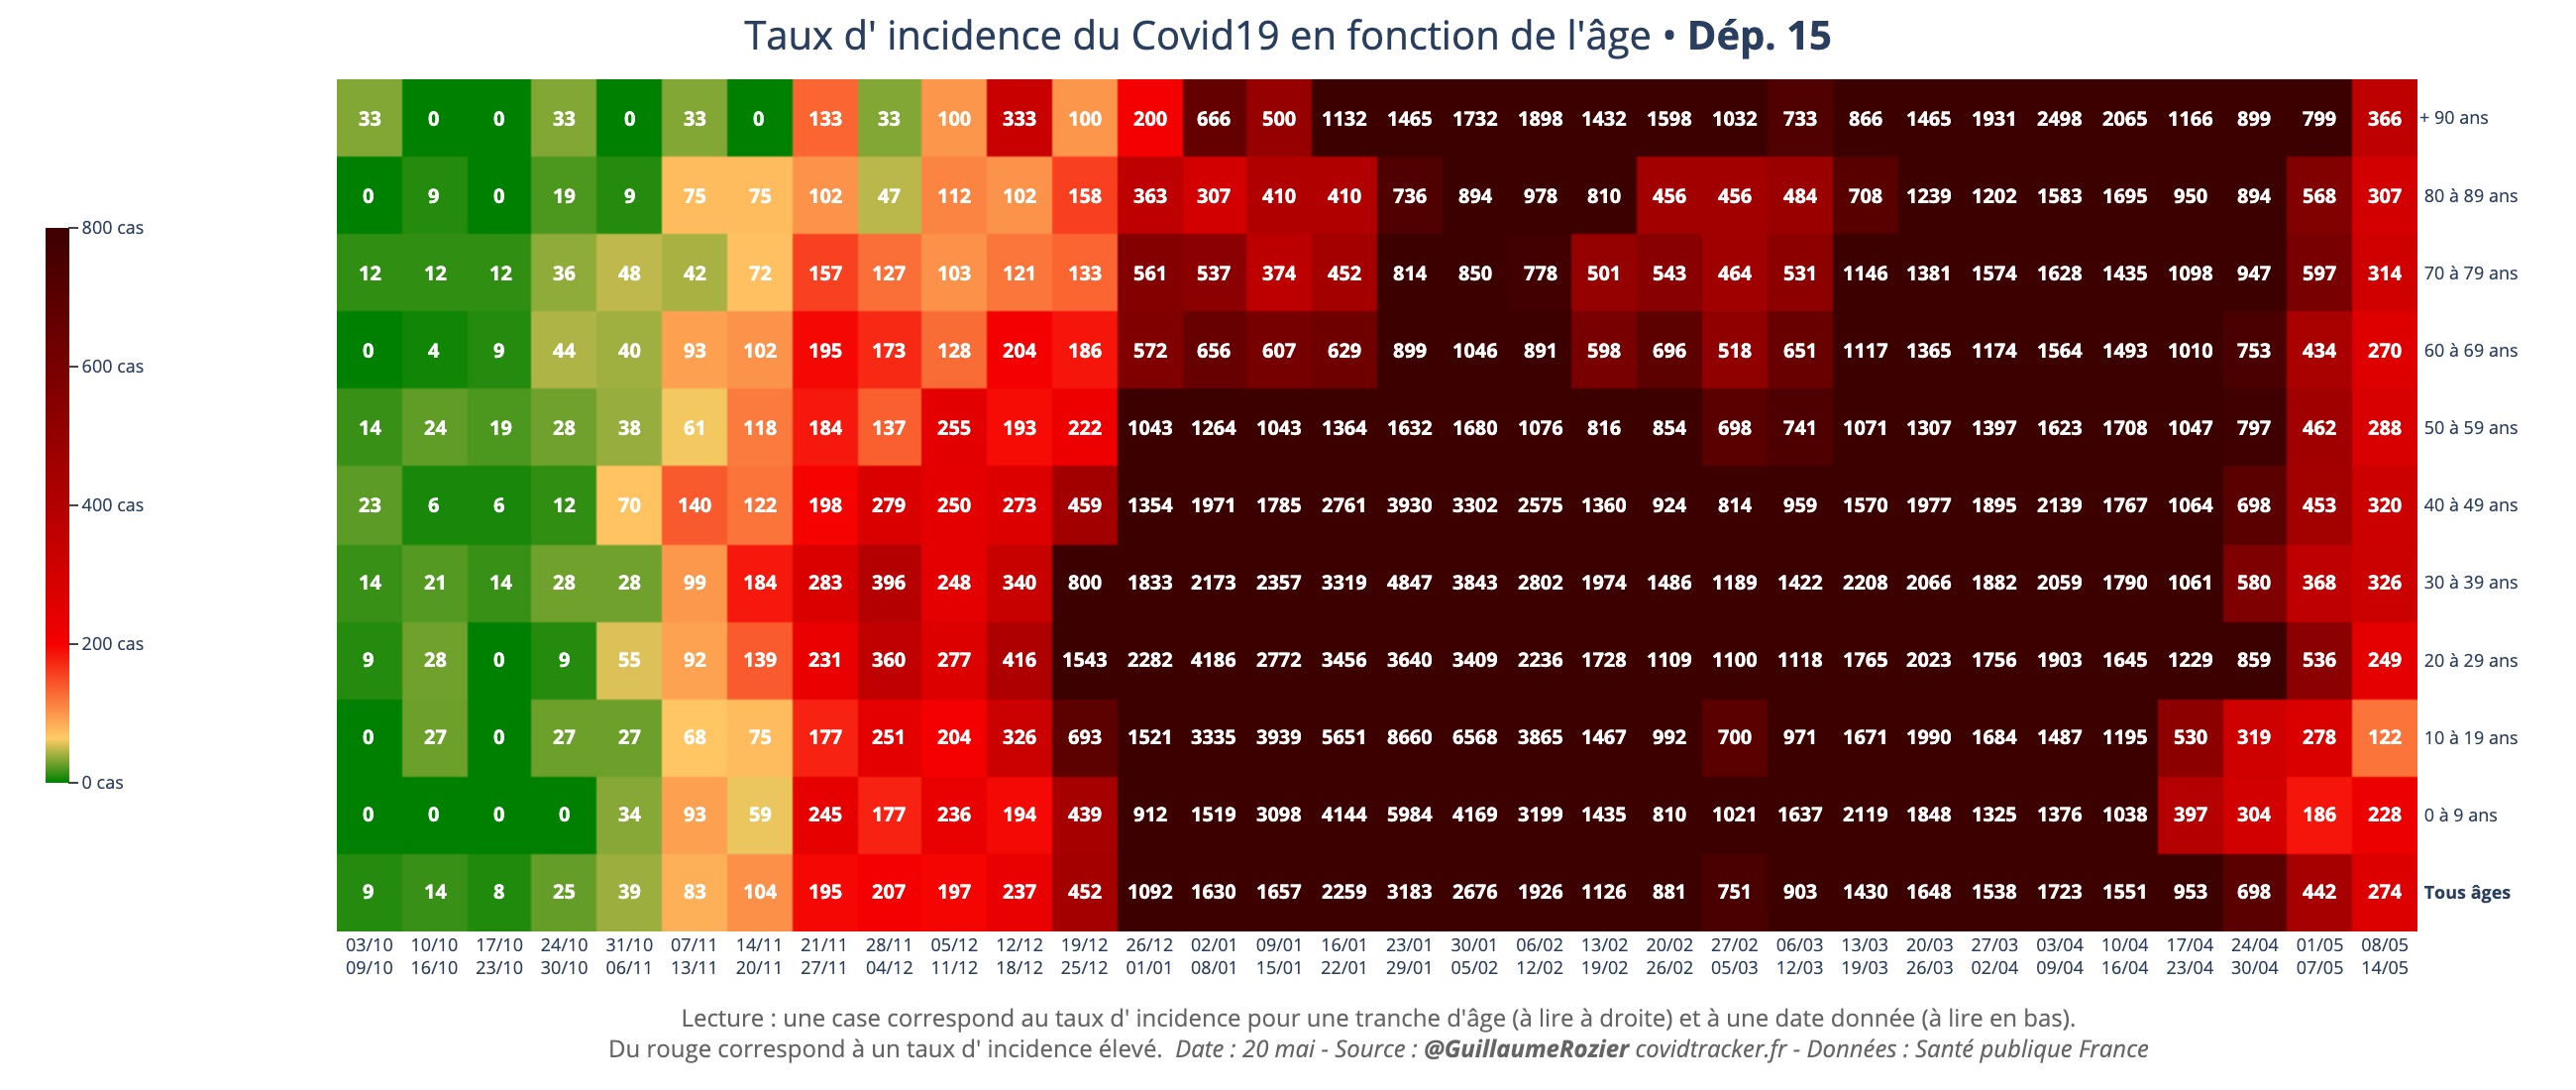 Taux d' incidence du Covid19 en fonction de l'âge • Dép. 15
33 0 0 33 0 33 0 133 33 100 333 100 200 666 500 1132 1465 1732 1898 1432 1598 1032 733 866 1465 1931 2498 2065 1166 899 799 366 + 90 ans
0 9 0 19 9 75 75 102 47 112 102 158 363 307 410 410 736 894 978 810 456 456 484 708 1239 1202 1583 1695 950 894 568 307 80 à 89 ans
800 cas
12 12 12 36 48 42 72 157 127 103 121 133 561 537 374 452 814 850 778 501 543 464 531 1146 1381 1574 1628 1435 1098 947 597 314 70 à 79 ans
0 4 9 44 40 93 102 195 173 128 204 186 572 656 607 629 899 1046 891 598 696 518 651 1117 1365 1174 1564 1493 1010 753 434 270 60 à 69 ans
600 cas
14 24 19 28 38 61 118 184 137 255 193 222 1043 1264 1043 1364 1632 1680 1076 816 854 698 741 1071 1307 1397 1623 1708 1047 797 462 288 50 à 59 ans
400 cas
23 6 6 12 70 140 122 198 279 250 273 459 1354 1971 1785 2761 3930 3302 2575 1360 924 814 959 1570 1977 1895 2139 1767 1064 698 453 320 40 à 49 ans
14 21 14 28 28 99 184 283 396 248 340 800 1833 2173 2357 3319 4847 3843 2802 1974 1486 1189 1422 2208 2066 1882 2059 1790 1061 580 368 326 30 à 39 ans
200 cas
9 28 0 9 55 92 139 231 360 277 416 1543 2282 4186 2772 3456 3640 3409 2236 1728 1109 1100 1118 1765 2023 1756 1903 1645 1229 859 536 249 20 à 29 ans
0 27 0 27 27 68 75 177 251 204 326 693 1521 3335 3939 5651 8660 6568 3865 1467 992 700 971 1671 1990 1684 1487 1195 530 319 278 122 10 à 19 ans
0 cas
0 0 0 0 34 93 59 245 177 236 194 439 912 1519 3098 4144 5984 4169 3199 1435 810 1021 1637 2119 1848 1325 1376 1038 397 304 186 228 0 à 9 ans
9 14 8 25 39 83 104 195 207 197 237 452 1092 1630 1657 2259 3183 2676 1926 1126 881 751 903 1430 1648 1538 1723 1551 953 698 442 274 Tous âges
03/10 10/10 17/10 24/10 31/10 07/11 14/11 21/11 28/11 05/12 12/12 19/12 26/12 02/01 09/01 16/01 23/01 30/01 06/02 13/02 20/02 27/02 06/03 13/03 20/03 27/03 03/04 10/04 17/04 24/04 01/05 08/05
09/10 16/10 23/10 30/10 06/11 13/11 20/11 27/11 04/12 11/12 18/12 25/12 01/01 08/01 15/01 22/01 29/01 05/02 12/02 19/02 26/02 05/03 12/03 19/03 26/03 02/04 09/04 16/04 23/04 30/04 07/05 14/05
Lecture : une case correspond au taux d' incidence pour une tranche d'âge (à lire à droite) et à une date donnée (à lire en bas).
Du rouge correspond à un taux d' incidence élevé. Date : 20 mai - Source : @GuillaumeRozier covidtracker.fr - Données : Santé publique France